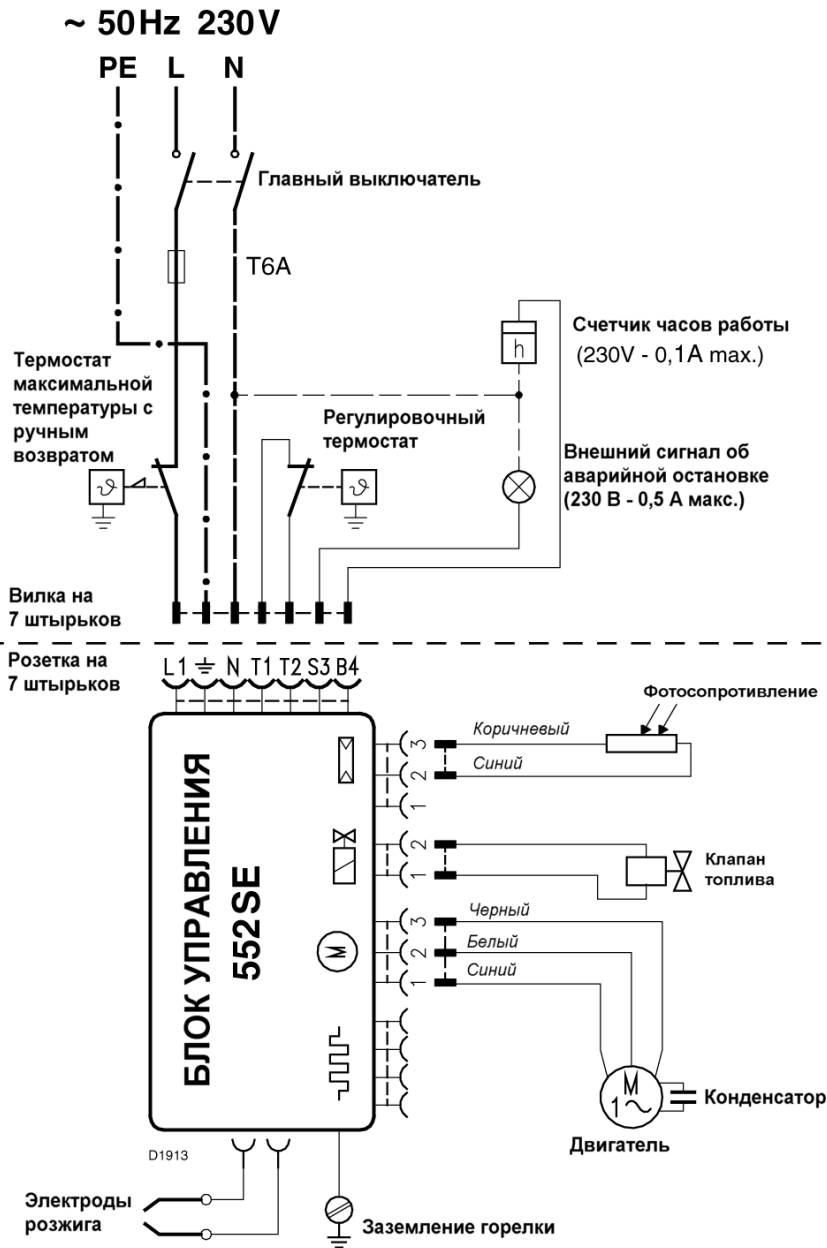 ~ 50Hz 230V
PE L N
Главный выключатель
T6A
Счетчик часов работы
(230V - 0,1A max.)
h
Термостат
максимальной
температуры с
ручным
возвратом
Регулировочный
термостат
Внешний сигнал об
аварийной остановке
(230 В - 0,5 А макс.)
ϑ
ϑ
Вилка на
7 штырьков
Розетка на
7 штырьков
L1 N T1 T2 S3 B4
Фотосопротивление
Коричневый
3
Синий
2
1
БЛОК УПРАВЛЕНИЯ
552SE
2
1
Клапан
топлива
Черный
3
Белый
2
Синий
1
M
M
1~
Конденсатор
Двигатель
D1913
Электроды
розжига
Заземление горелки